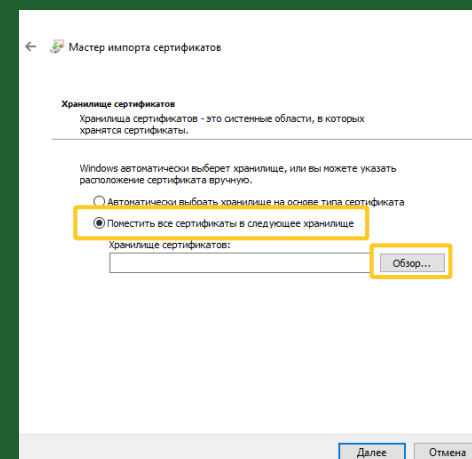 Мастер импорта сертификатов
Хранилище сертификатов
Хранилища сертификатов - это системные области, в которых
хранятся сертификаты.
Windows автоматически выберет хранилище, или вы можете указать
расположение сертификата вручную.
Автоматически выбрать хранилище на основе типа сертификата
Поместить все сертификаты в следующее хранилище
Хранилище сертификатов:
Обзор...
Далее Отмена